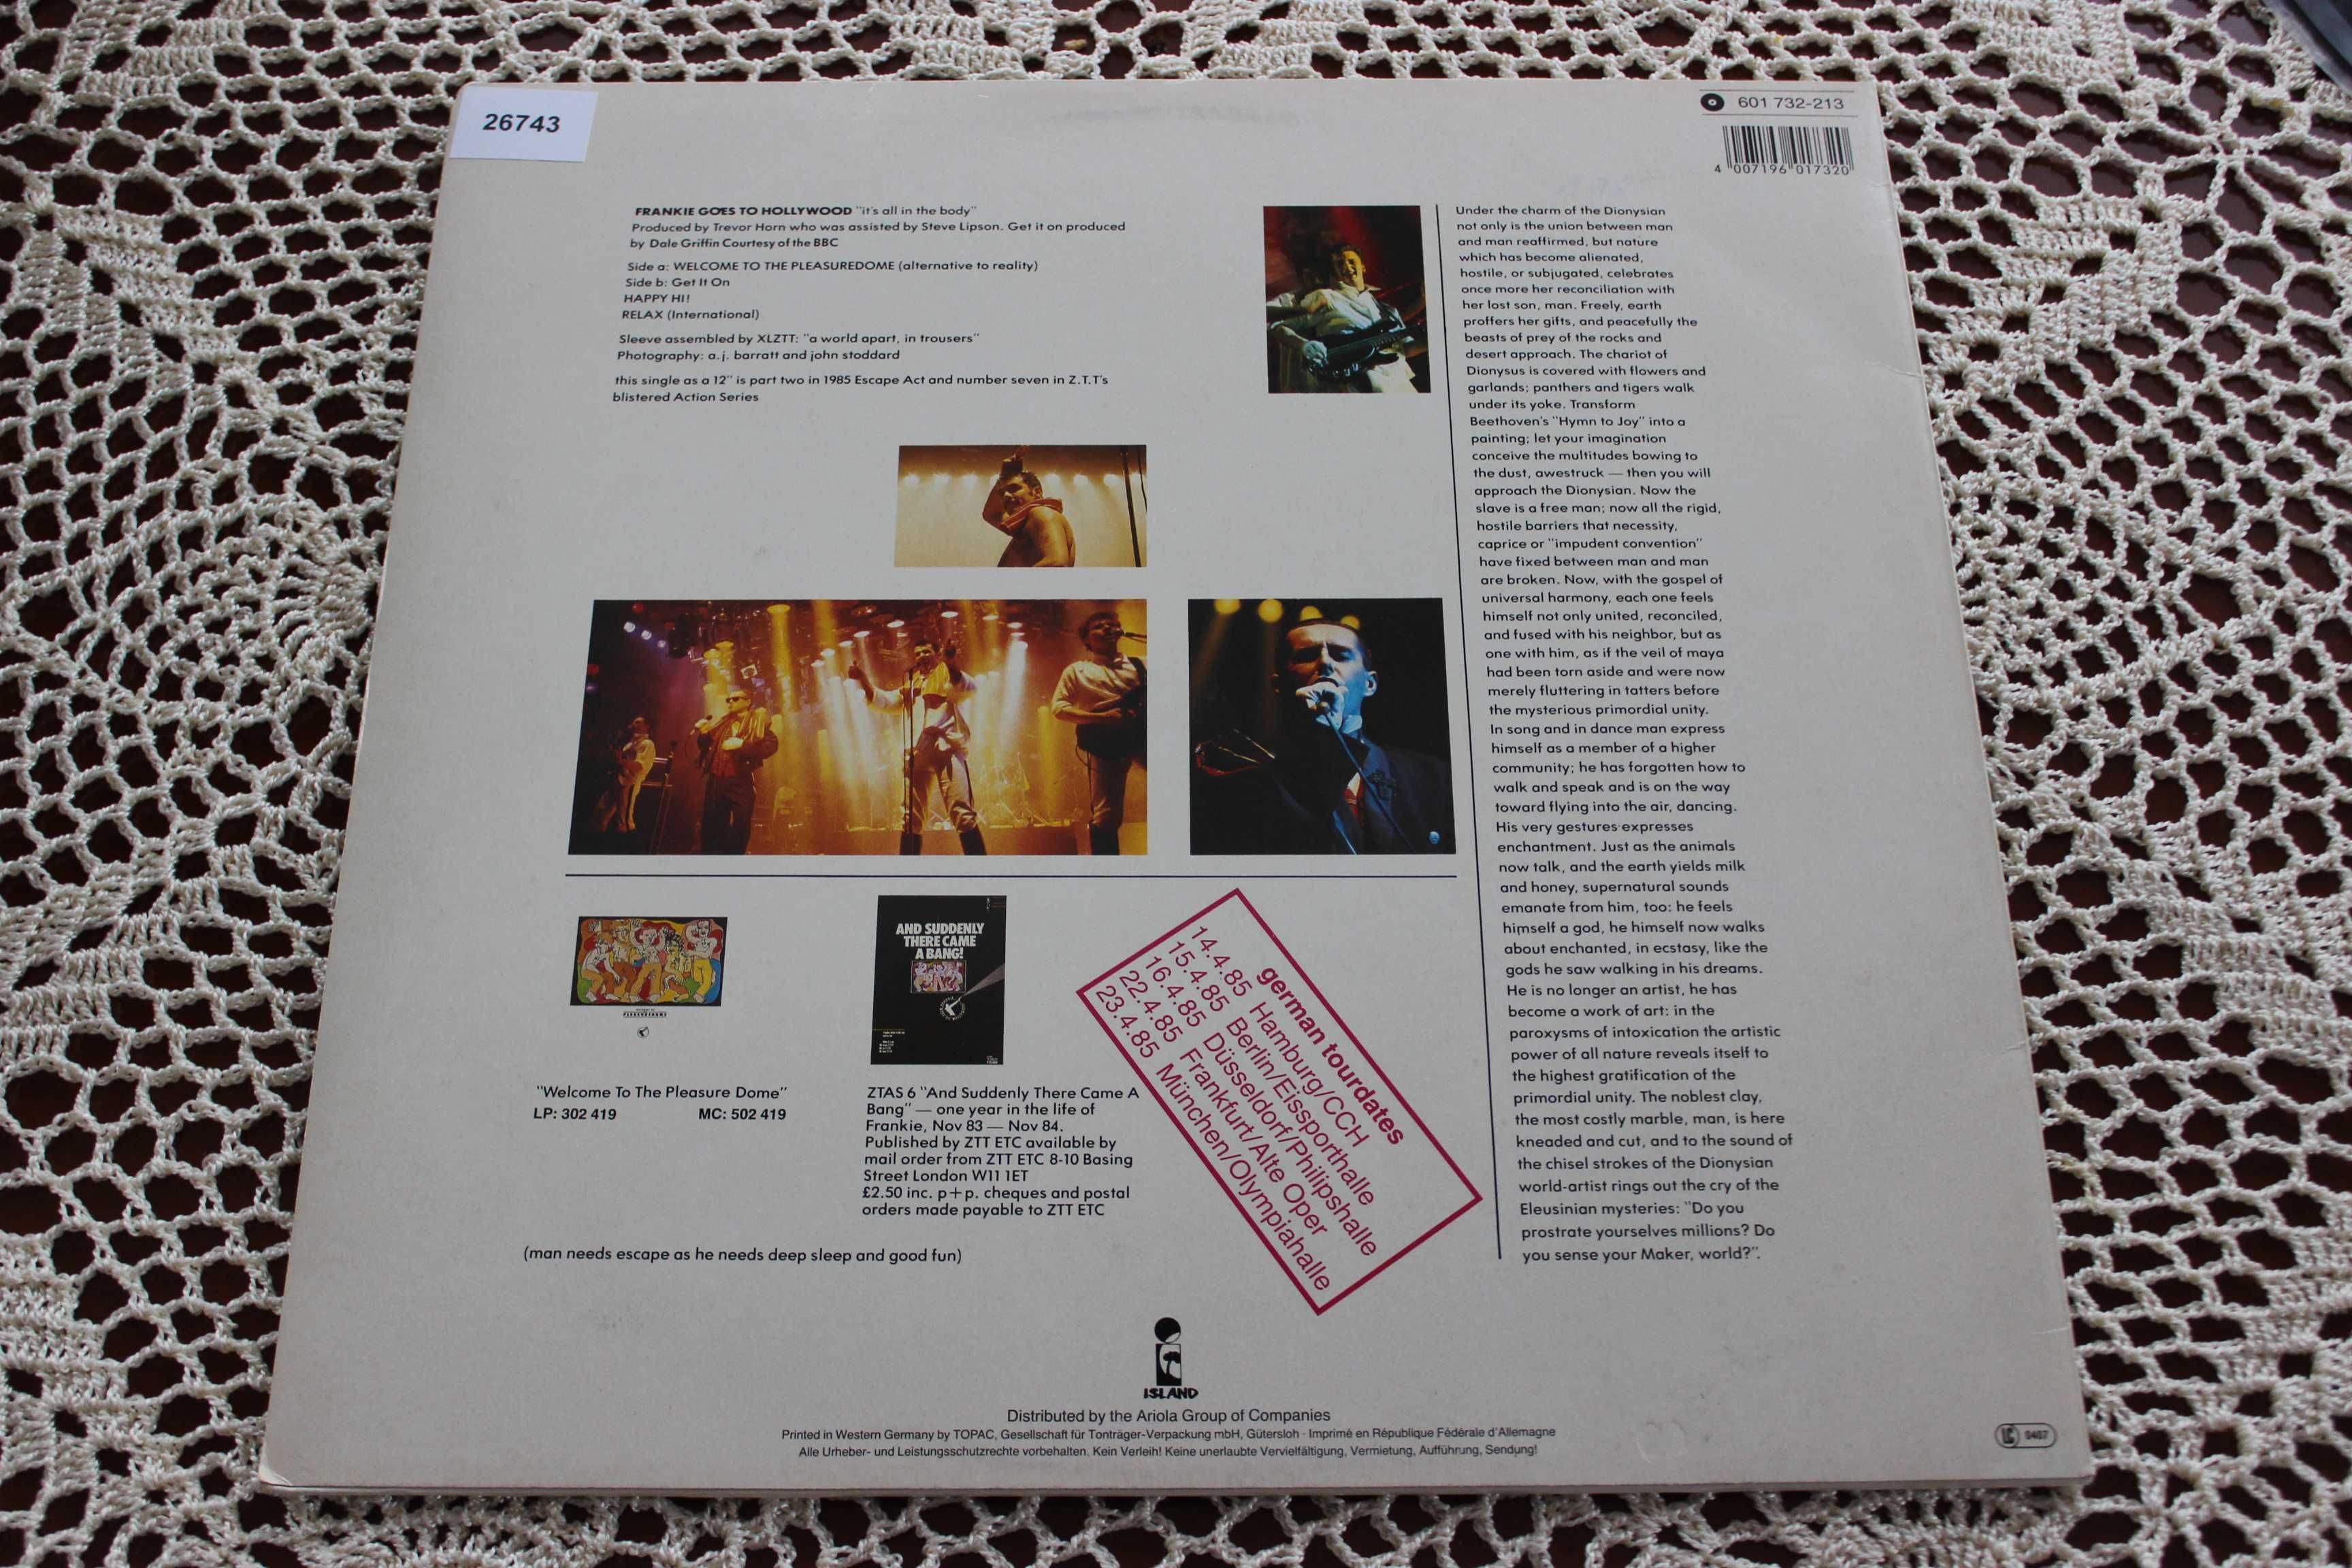 26743
601 732-213
4 007196 017320
FRANKIE GOES TO HOLLYWOOD "it's all in the body"
Produced by Trevor Horn who was assisted by Steve Lipson. Get it on produced
by Dale Griffin Courtesy of the BBC
Side a: WELCOME TO THE PLEASUREDOME (alternative to reality)
Side b: Get It On
HAPPY HI!
RELAX (International)
Sleeve assembled by XLZTT: "a world apart, in trousers"
Photography: a.j. barratt and john stoddard
this single as a 12" is part two in 1985 Escape Act and number seven in Z.T.T's
blistered Action Series
Under the charm of the Dionysian
not only is the union between man
and man reaffirmed, but nature
which has become alienated,
hostile, or subjugated, celebrates
once more her reconciliation with
her lost son, man. Freely, earth
proffers her gifts, and peacefully the
beasts of prey of the rocks and
desert approach. The chariot of
Dionysus is covered with flowers and
garlands; panthers and tigers walk
under its yoke. Transform
Beethoven's "Hymn to Joy" into a
painting; let your imagination
conceive the multitudes bowing to
the dust, awestruck — then you will
approach the Dionysian. Now the
slave is a free man; now all the rigid,
hostile barriers that necessity,
caprice or "impudent convention"
have fixed between man and man
are broken. Now, with the gospel of
universal harmony, each one feels
himself not only united, reconciled,
and fused with his neighbor, but as
one with him, as if the veil of maya
had been torn aside and were now
merely fluttering in tatters before
the mysterious primordial unity.
In song and in dance man express
himself as a member of a higher
community; he has forgotten how to
walk and speak and is on the way
toward flying into the air, dancing.
His very gestures expresses
enchantment. Just as the animals
now talk, and the earth yields milk
and honey, supernatural sounds
emanate from him, too: he feels
himself a god, he himself now walks
about enchanted, in ecstasy, like the
gods he saw walking in his dreams.
He is no longer an artist, he has
become a work of art: in the
paroxysms of intoxication the artistic
power of all nature reveals itself to
the highest gratification of the
primordial unity. The noblest clay,
the most costly marble, man, is here
kneaded and cut, and to the sound of
the chisel strokes of the Dionysian
world-artist rings out the cry of the
Eleusinian mysteries: "Do you
prostrate yourselves millions? Do
you sense your Maker, world?".
PLEASUREDOME
"Welcome To The Pleasure Dome"
LP: 302 419 MC: 502 419
AND SUDDENLY
THERE CAME
A BANG!
ZTAS 6 "And Suddenly There Came A
Bang" — one year in the life of
Frankie, Nov 83 — Nov 84.
Published by ZTT ETC available by
mail order from ZTT ETC 8-10 Basing
Street London W11 1ET
£2.50 inc. p+p. cheques and postal
orders made payable to ZTT ETC
german tourdates
14.4.85 Hamburg/CCH
15.4.85 Berlin/Eissporthalle
16.4.85 Düsseldorf/Philipshalle
22.4.85 Frankfurt/Alte Oper
23.4.85 München/Olympiahalle
(man needs escape as he needs deep sleep and good fun)
ISLAND
Distributed by the Ariola Group of Companies
Printed in Western Germany by TOPAC, Gesellschaft für Tonträger-Verpackung mbH, Gütersloh · Imprimé en République Fédérale d'Allemagne
Alle Urheber- und Leistungsschutzrechte vorbehalten. Kein Verleih! Keine unerlaubte Vervielfältigung, Vermietung, Aufführung, Sendung!
LC 0407